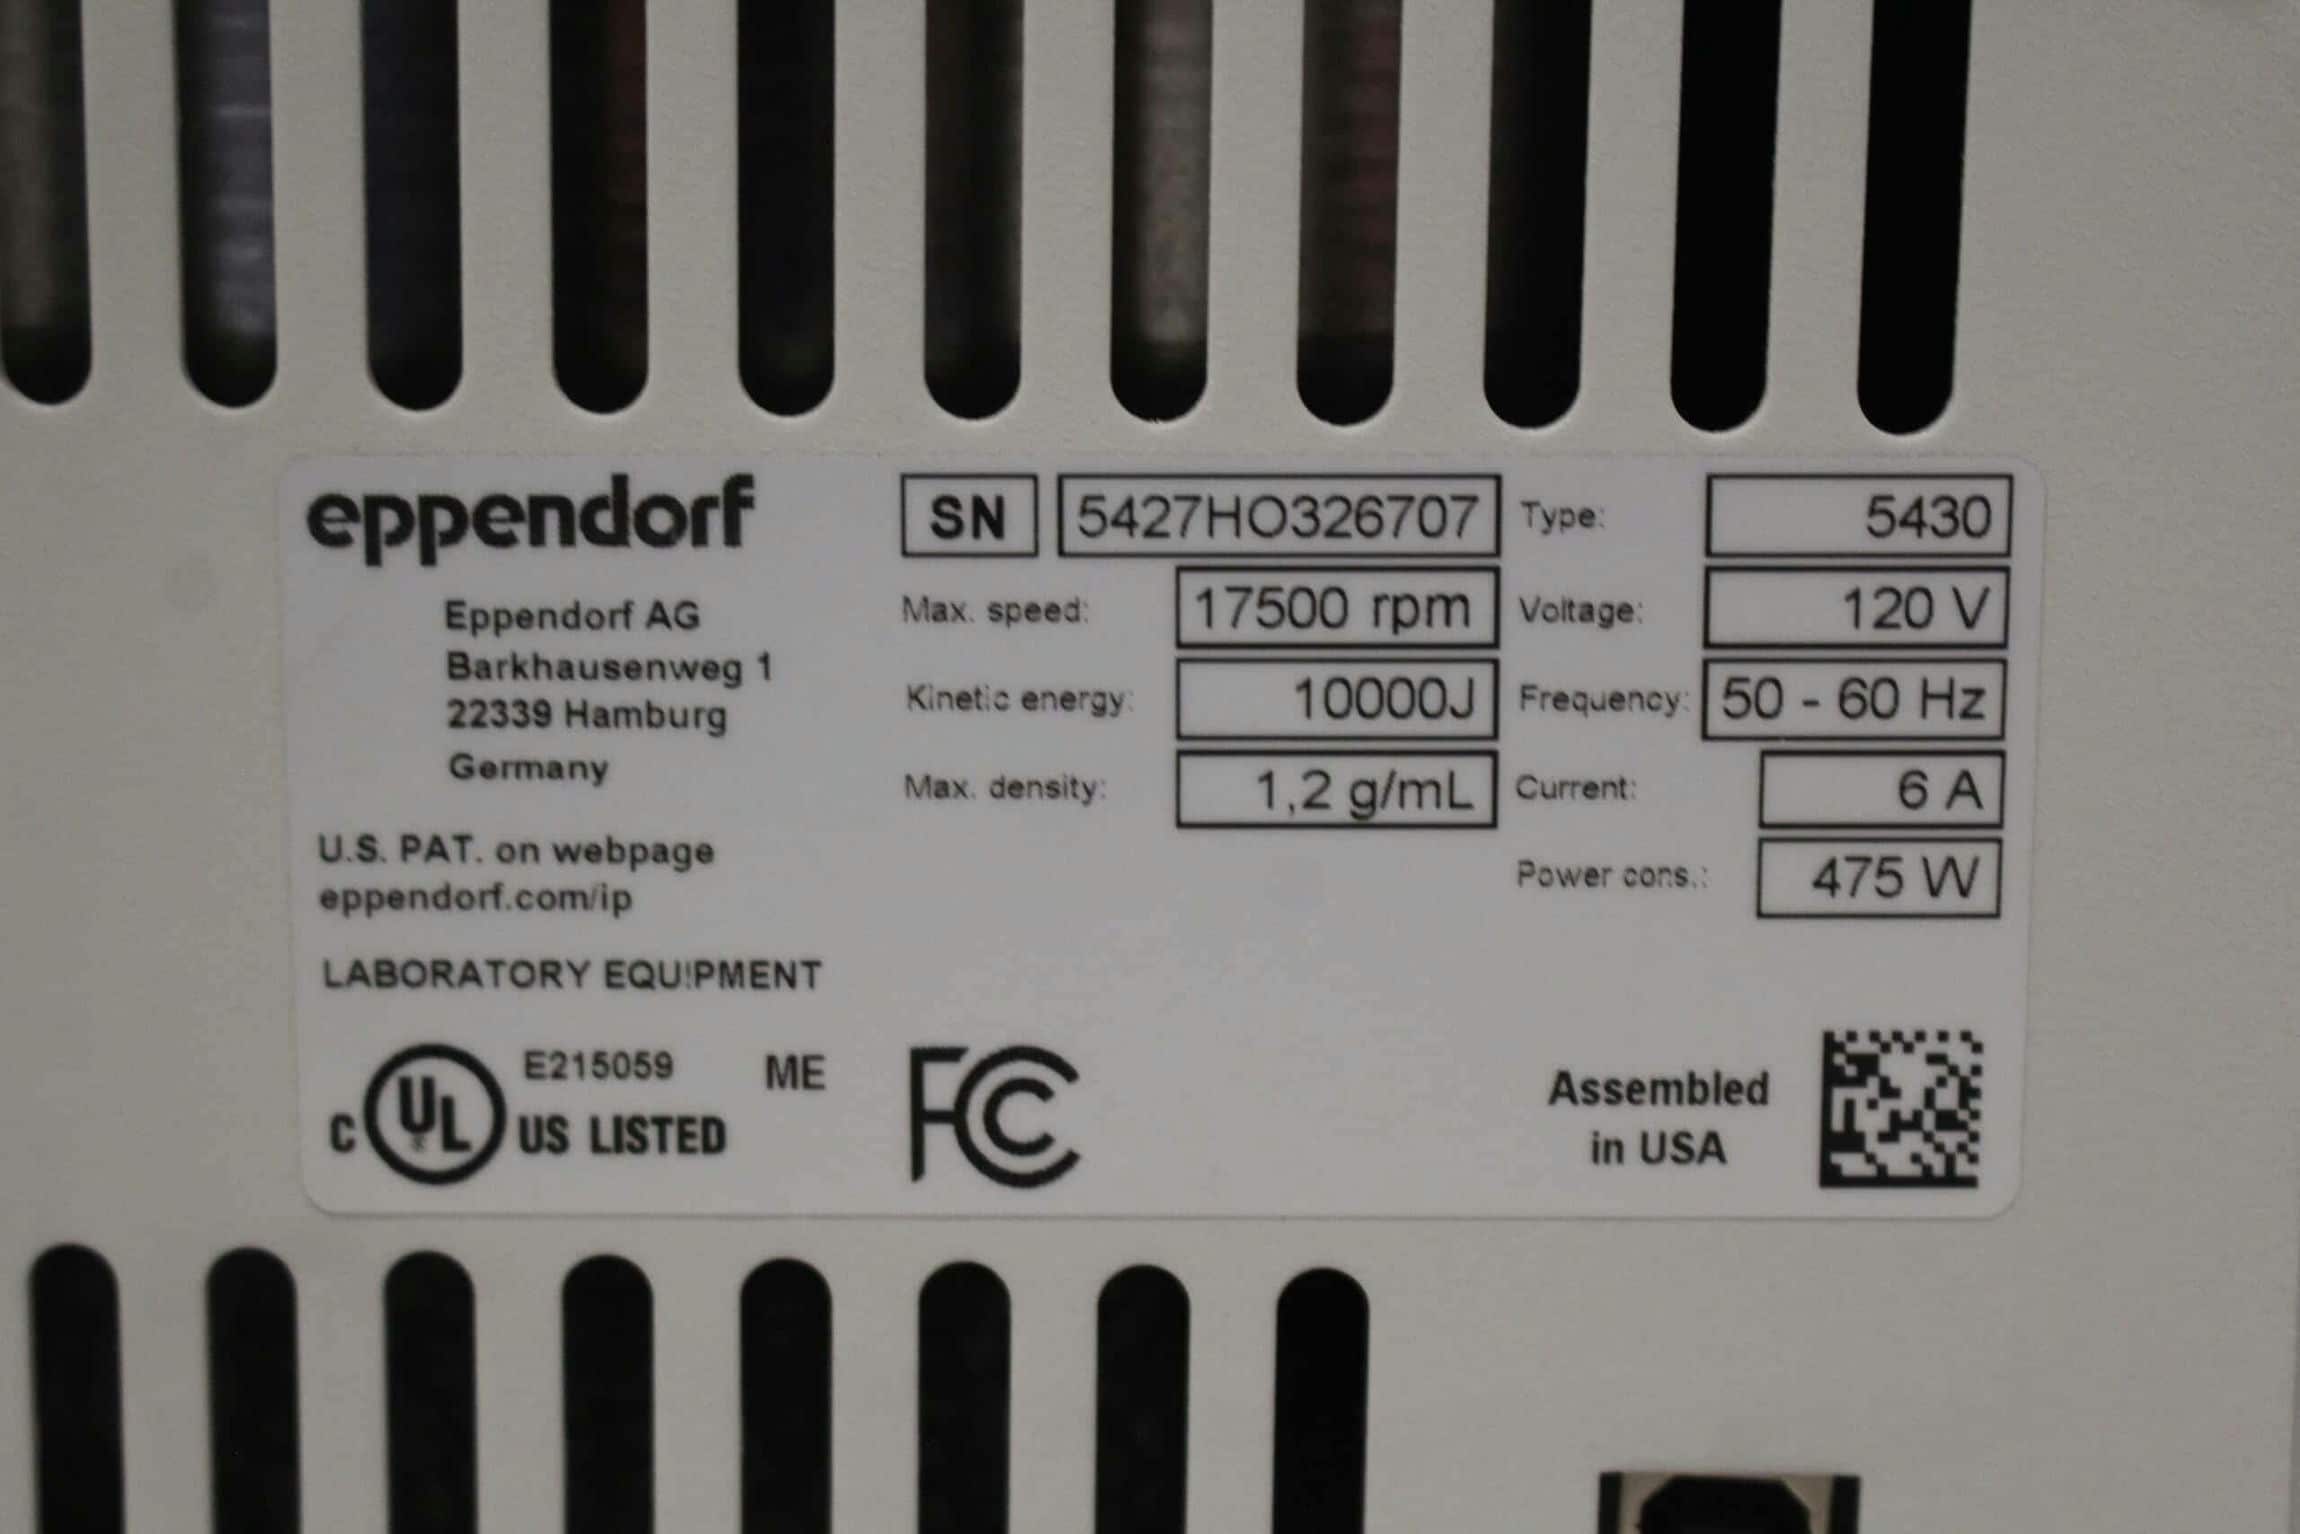 eppendorf
Eppendorf AG
Barkhausenweg 1
22339 Hamburg
Germany
U.S. PAT. on webpage
eppendorf.com/ip
LABORATORY EQUIPMENT
E215059 ME
C UL US LISTED
FC
SN 5427HO326707
Max. speed: 17500 rpm
Kinetic energy: 10000J
Max. density: 1,2 g/mL
Type: 5430
Voltage: 120 V
Frequency: 50 - 60 Hz
Current: 6 A
Power cons.: 475 W
Assembled
in USA